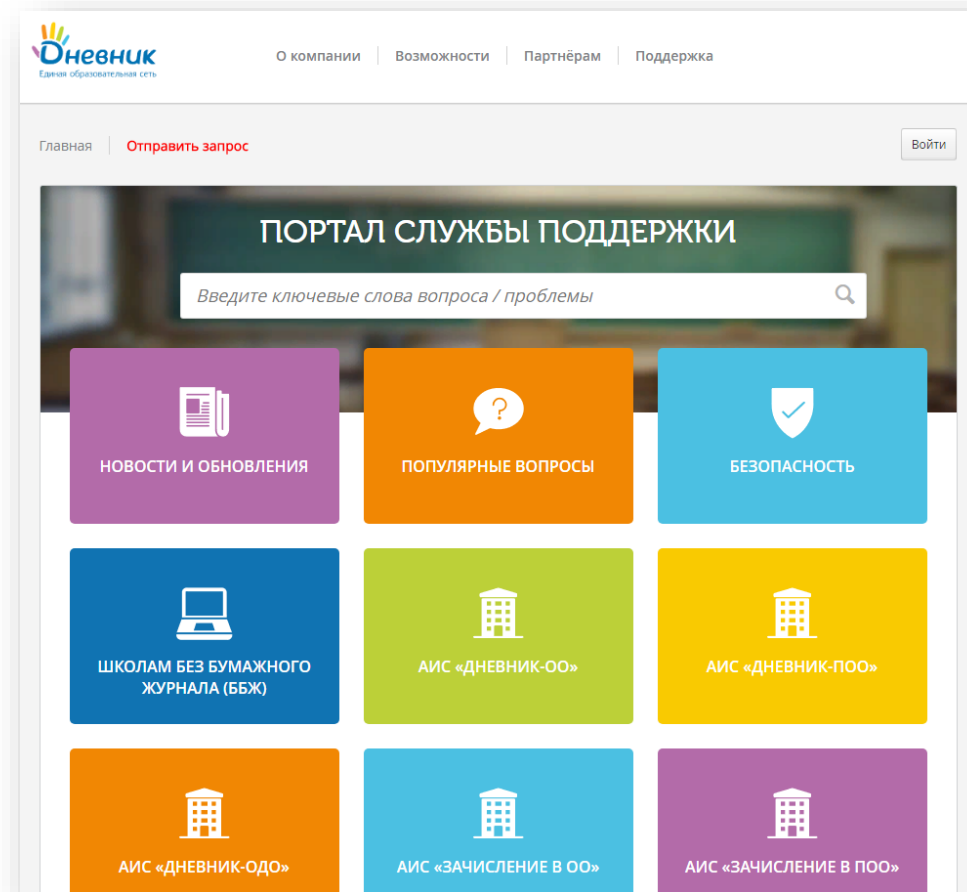 Дневник
Единая образовательная сеть
О компании
Возможности
Партнёрам
Поддержка
Главная
Отправить запрос
Войти
ПОРТАЛ СЛУЖБЫ ПОДДЕРЖКИ
Введите ключевые слова вопроса / проблемы
НОВОСТИ И ОБНОВЛЕНИЯ
?
ПОПУЛЯРНЫЕ ВОПРОСЫ
БЕЗОПАСНОСТЬ
ШКОЛАМ БЕЗ БУМАЖНОГО
ЖУРНАЛА (ББЖ)
АИС «ДНЕВНИК-ОО»
АИС «ДНЕВНИК-ПОО»
АИС «ДНЕВНИК-ОДО»
АИС «ЗАЧИСЛЕНИЕ В ОО»
АИС «ЗАЧИСЛЕНИЕ В ПОО»